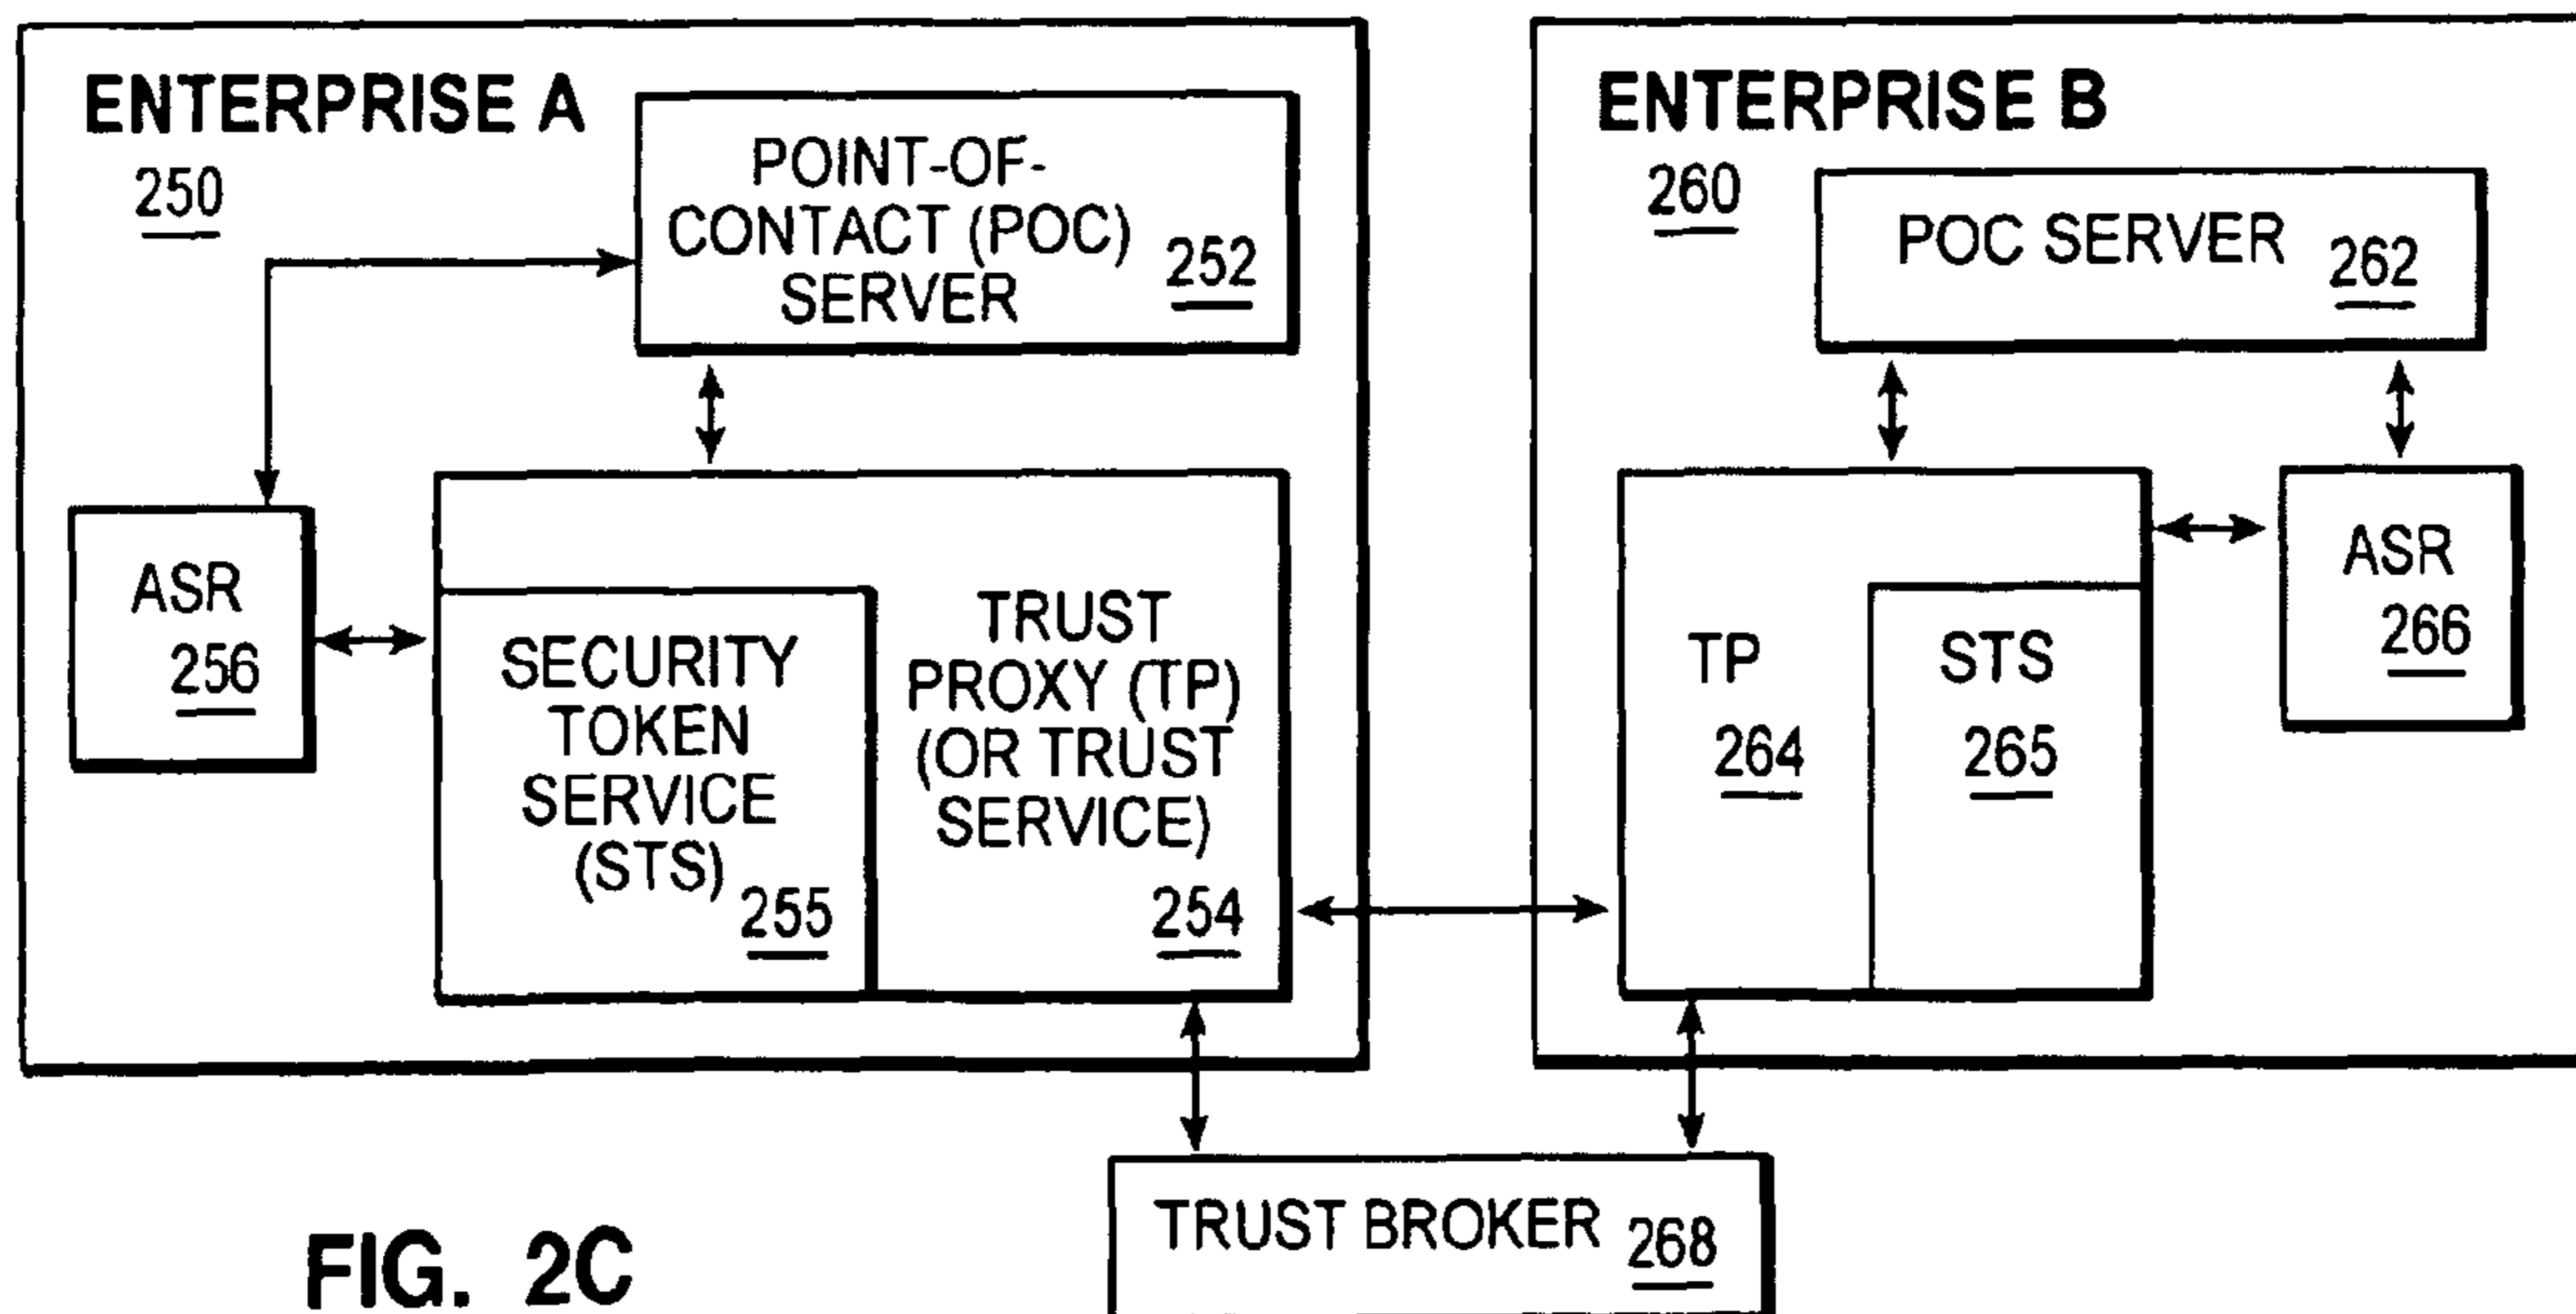 ENTERPRISE A
250
POINT-OF-
CONTACT (POC)
SERVER
252
ASR
256
SECURITY
TOKEN
SERVICE
(STS)
255
TRUST
PROXY (TP)
(OR TRUST
SERVICE)
254
ENTERPRISE B
260
POC SERVER 262
TP
264
STS
265
ASR
266
TRUST BROKER 268
FIG. 2C